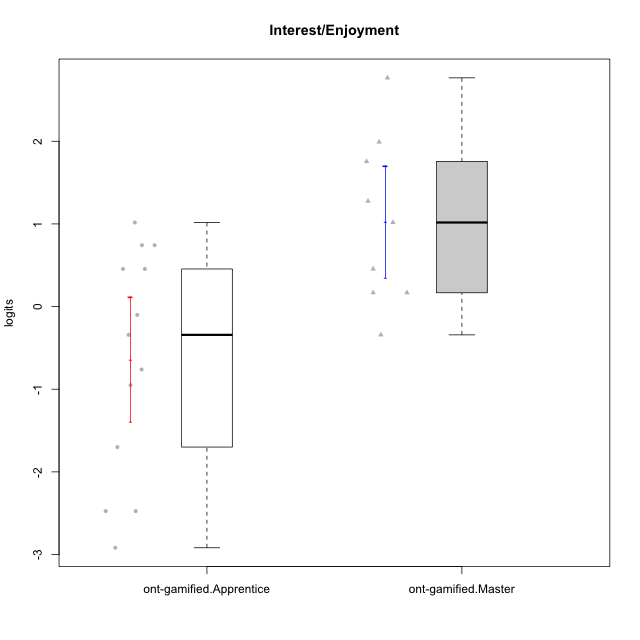 Interest/Enjoyment
logits
2
1
0
-1
-2
-3
ont-gamified.Apprentice
ont-gamified.Master